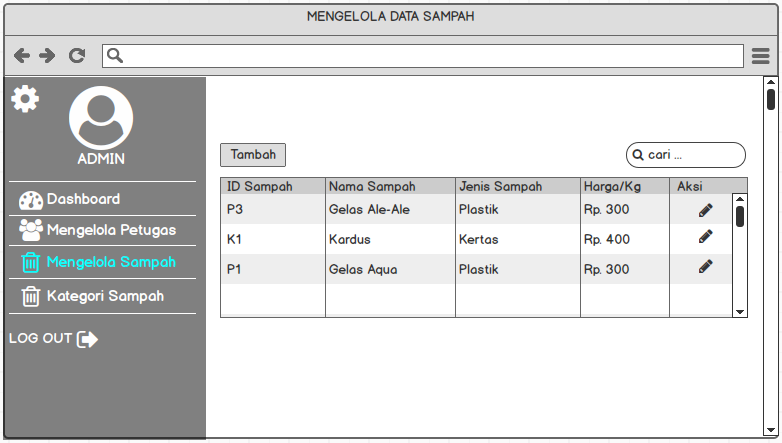 MENGELOLA DATA SAMPAH
ADMIN
Dashboard
Mengelola Petugas
Mengelola Sampah
Kategori Sampah
LOG OUT
Tambah
cari ...
ID Sampah Nama Sampah Jenis Sampah Harga/Kg Aksi
P3 Gelas Ale-Ale Plastik Rp. 300
K1 Kardus Kertas Rp. 400
P1 Gelas Aqua Plastik Rp. 300